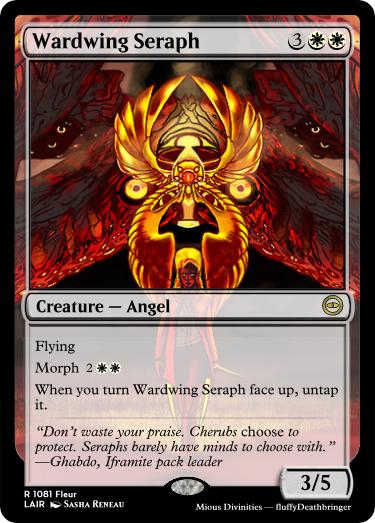 Wardwing Seraph 3
Creature — Angel
Flying
Morph 2
When you turn Wardwing Seraph face up, untap
it.
“Don’t waste your praise. Cherubs choose to
protect. Seraphs barely have minds to choose with.”
—Ghabdo, Iframite pack leader
3/5
R 1081 Fleur
LAIR Sasha Reneau
Mious Divinities — fluffyDeathbringer